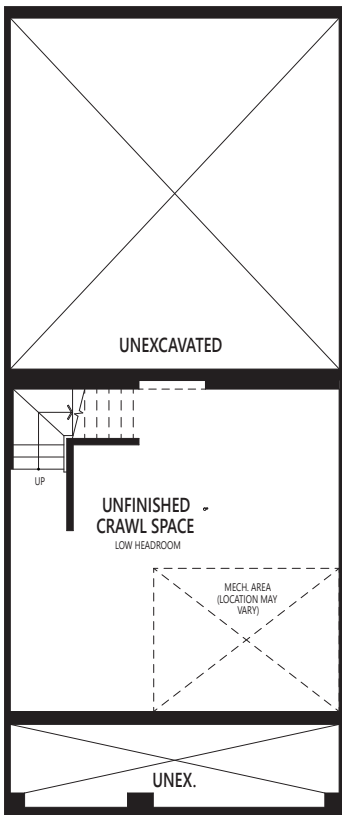 UNEXCAVATED
UP
UNFINISHED
CRAWL SPACE
LOW HEADROOM
MECH. AREA
(LOCATION MAY
VARY)
UNEX.